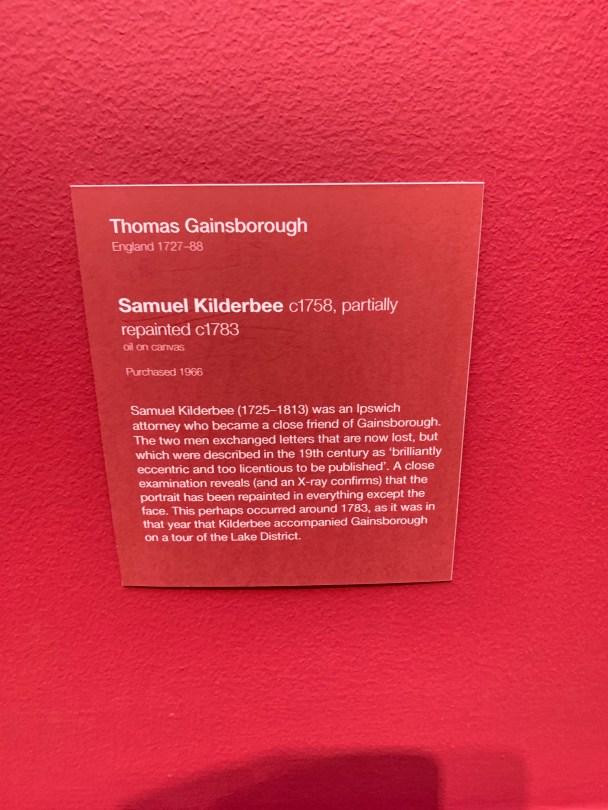 Thomas Gainsborough
England 1727–88
Samuel Kilderbee c1758, partially
repainted c1783
oil on canvas
Purchased 1966
Samuel Kilderbee (1725–1813) was an Ipswich
attorney who became a close friend of Gainsborough.
The two men exchanged letters that are now lost, but
which were described in the 19th century as ‘brilliantly
eccentric and too licentious to be published’. A close
examination reveals (and an X-ray confirms) that the
portrait has been repainted in everything except the
face. This perhaps occurred around 1783, as it was in
that year that Kilderbee accompanied Gainsborough
on a tour of the Lake District.